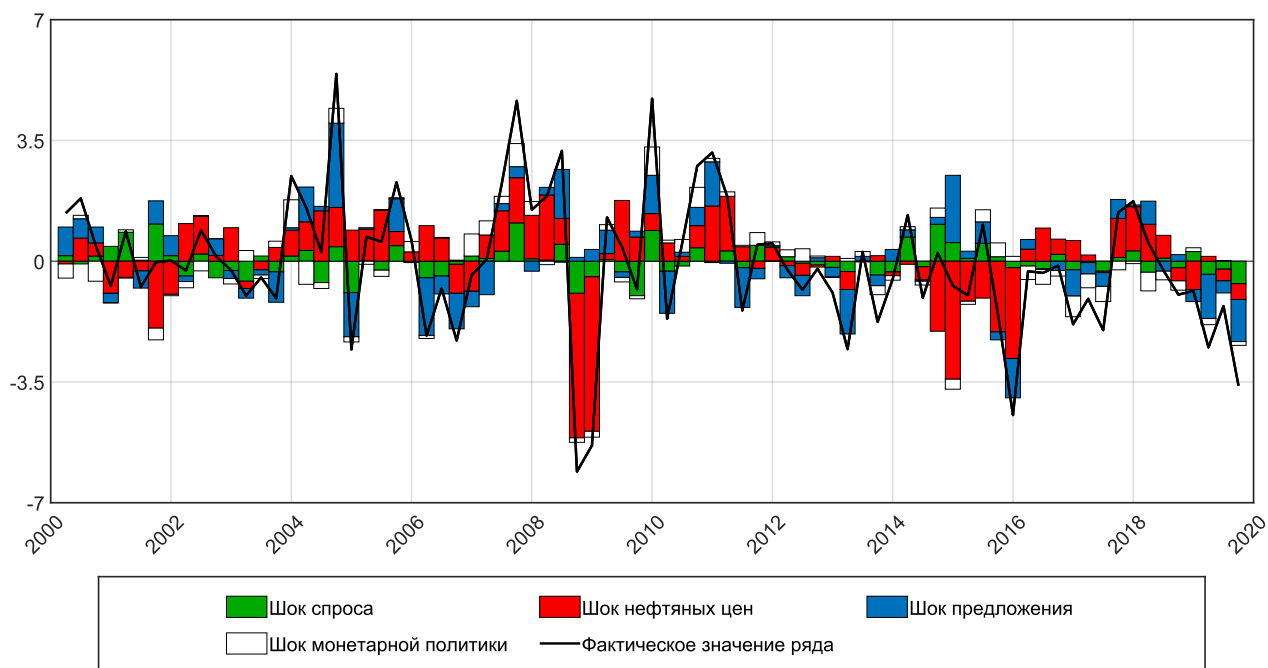 7
3.5
0
-3.5
-7
2000 2002 2004 2006 2008 2010 2012 2014 2016 2018 2020
Шок спроса Шок нефтяных цен Шок предложения
Шок монетарной политики Фактическое значение ряда